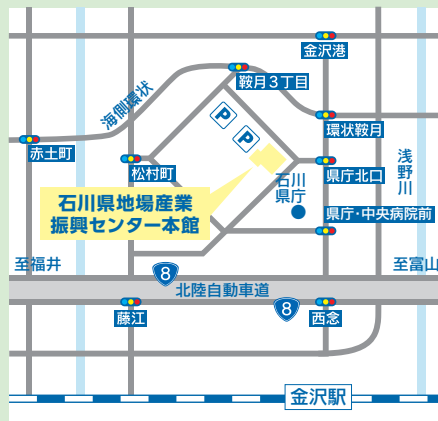 金沢港
鞍月3丁目
海側環状
P
P
環状鞍月
赤土町
松村町
県庁北口
浅野川
石川
県庁
石川県地場産業
振興センター本館
県庁・中央病院前
至福井
至富山
8
北陸自動車道
8
藤江
西念
金沢駅